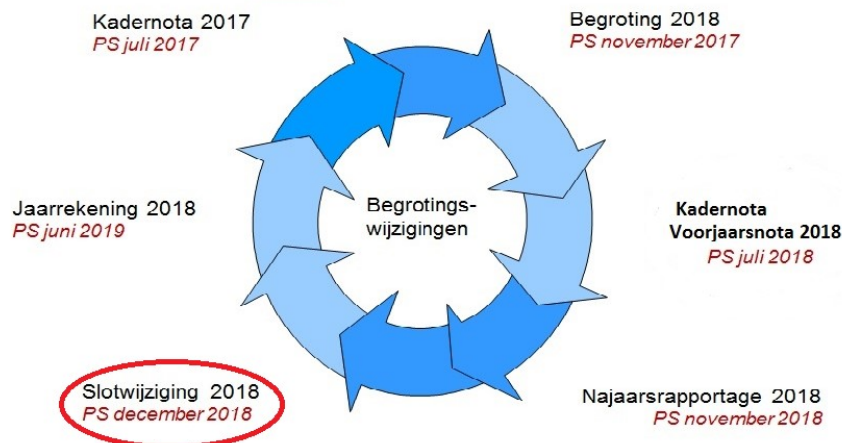 Kadernota 2017
PS juli 2017
Begroting 2018
PS november 2017
Jaarrekening 2018
PS juni 2019
Begrotings-
wijzigingen
Kadernota
Voorjaarsnota 2018
PS juli 2018
Slotwijziging 2018
PS december 2018
Najaarsrapportage 2018
PS november 2018